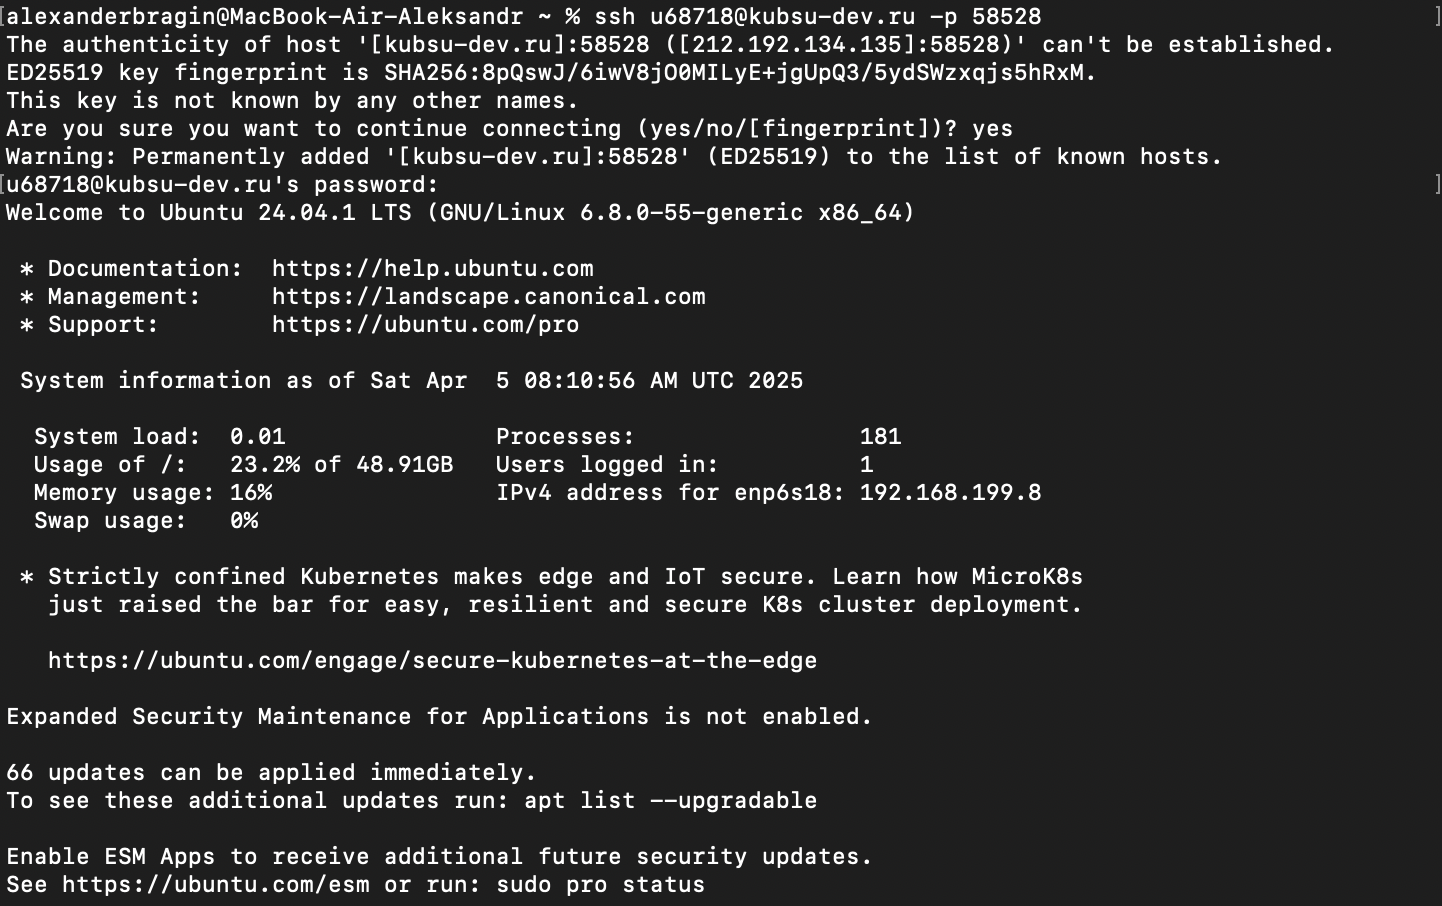 [alexanderbragin@MacBook-Air-Aleksandr ~ % ssh u68718@kubsu-dev.ru -p 58528 ]
The authenticity of host '[kubsu-dev.ru]:58528 ([212.192.134.135]:58528)' can't be established.
ED25519 key fingerprint is SHA256:8pQswJ/6iwV8jO0MILyE+jgUpQ3/5ydSWzxqjs5hRxM.
This key is not known by any other names.
Are you sure you want to continue connecting (yes/no/[fingerprint])? yes
Warning: Permanently added '[kubsu-dev.ru]:58528' (ED25519) to the list of known hosts.
[u68718@kubsu-dev.ru's password: ]
Welcome to Ubuntu 24.04.1 LTS (GNU/Linux 6.8.0-55-generic x86_64)
* Documentation: https://help.ubuntu.com
* Management: https://landscape.canonical.com
* Support: https://ubuntu.com/pro
System information as of Sat Apr 5 08:10:56 AM UTC 2025
System load: 0.01 Processes: 181
Usage of /: 23.2% of 48.91GB Users logged in: 1
Memory usage: 16% IPv4 address for enp6s18: 192.168.199.8
Swap usage: 0%
* Strictly confined Kubernetes makes edge and IoT secure. Learn how MicroK8s
just raised the bar for easy, resilient and secure K8s cluster deployment.
https://ubuntu.com/engage/secure-kubernetes-at-the-edge
Expanded Security Maintenance for Applications is not enabled.
66 updates can be applied immediately.
To see these additional updates run: apt list --upgradable
Enable ESM Apps to receive additional future security updates.
See https://ubuntu.com/esm or run: sudo pro status